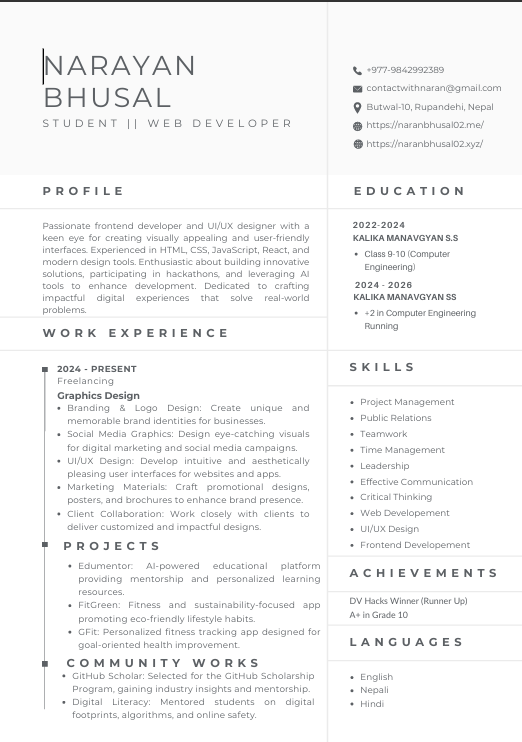 NARAYAN
BHUSAL
STUDENT || WEB DEVELOPER
+977-9842992389
contactwithnaran@gmail.com
Butwal-10, Rupandehi, Nepal
https://naranbhusal02.me/
https://naranbhusal02.xyz/
PROFILE
Passionate frontend developer and UI/UX designer with a
keen eye for creating visually appealing and user-friendly
interfaces. Experienced in HTML, CSS, JavaScript, React, and
modern design tools. Enthusiastic about building innovative
solutions, participating in hackathons, and leveraging AI
tools to enhance development. Dedicated to crafting
impactful digital experiences that solve real-world
problems.
WORK EXPERIENCE
2024 - PRESENT
Freelancing
Graphics Design
• Branding & Logo Design: Create unique and
memorable brand identities for businesses.
• Social Media Graphics: Design eye-catching visuals
for digital marketing and social media campaigns.
• UI/UX Design: Develop intuitive and aesthetically
pleasing user interfaces for websites and apps.
• Marketing Materials: Craft promotional designs,
posters, and brochures to enhance brand presence.
• Client Collaboration: Work closely with clients to
deliver customized and impactful designs.
PROJECTS
• Edumentor: AI-powered educational platform
providing mentorship and personalized learning
resources.
• FitGreen: Fitness and sustainability-focused app
promoting eco-friendly lifestyle habits.
• GFit: Personalized fitness tracking app designed for
goal-oriented health improvement.
COMMUNITY WORKS
• GitHub Scholar: Selected for the GitHub Scholarship
Program, gaining industry insights and mentorship.
• Digital Literacy: Mentored students on digital
footprints, algorithms, and online safety.
EDUCATION
2022-2024
KALIKA MANAVGYAN S.S
• Class 9-10 (Computer
Engineering)
2024 - 2026
KALIKA MANAVGYAN SS
• +2 in Computer Engineering
Running
SKILLS
• Project Management
• Public Relations
• Teamwork
• Time Management
• Leadership
• Effective Communication
• Critical Thinking
• Web Developement
• UI/UX Design
• Frontend Developement
ACHIEVEMENTS
DV Hacks Winner (Runner Up)
A+ in Grade 10
LANGUAGES
• English
• Nepali
• Hindi